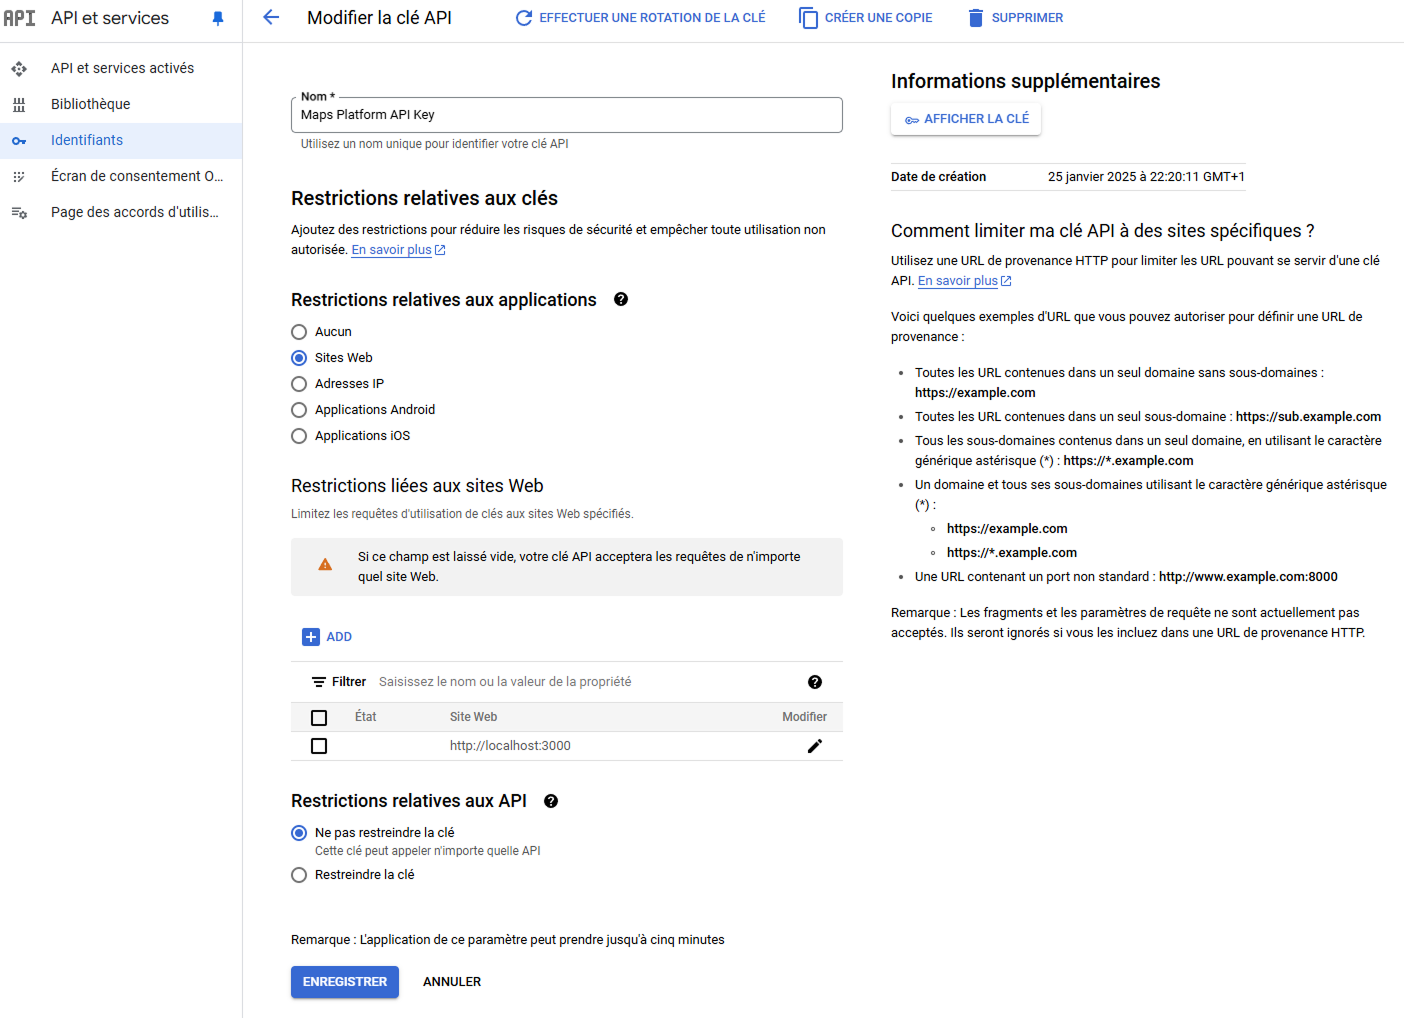 API API et services
API et services activés
Bibliothèque
Identifiants
Écran de consentement O...
Page des accords d'utilis...
Modifier la clé API
EFFECTUER UNE ROTATION DE LA CLÉ
CRÉER UNE COPIE
SUPPRIMER
Nom *
Maps Platform API Key
Utilisez un nom unique pour identifier votre clé API
Restrictions relatives aux clés
Ajoutez des restrictions pour réduire les risques de sécurité et empêcher toute utilisation non
autorisée. En savoir plus
Restrictions relatives aux applications
Aucun
Sites Web
Adresses IP
Applications Android
Applications iOS
Restrictions liées aux sites Web
Limitez les requêtes d'utilisation de clés aux sites Web spécifiés.
Si ce champ est laissé vide, votre clé API acceptera les requêtes de n'importe
quel site Web.
ADD
Filtrer Saisissez le nom ou la valeur de la propriété
État Site Web Modifier
http://localhost:3000
Restrictions relatives aux API
Ne pas restreindre la clé
Cette clé peut appeler n'importe quelle API
Restreindre la clé
Remarque : L'application de ce paramètre peut prendre jusqu'à cinq minutes
ENREGISTRER ANNULER
Informations supplémentaires
AFFICHER LA CLÉ
Date de création 25 janvier 2025 à 22:20:11 GMT+1
Comment limiter ma clé API à des sites spécifiques ?
Utilisez une URL de provenance HTTP pour limiter les URL pouvant se servir d'une clé
API. En savoir plus
Voici quelques exemples d'URL que vous pouvez autoriser pour définir une URL de
provenance :
• Toutes les URL contenues dans un seul domaine sans sous-domaines :
https://example.com
• Toutes les URL contenues dans un seul sous-domaine : https://sub.example.com
• Tous les sous-domaines contenus dans un seul domaine, en utilisant le caractère
générique astérisque (*) : https://*.example.com
• Un domaine et tous ses sous-domaines utilisant le caractère générique astérisque
(*) :
◦ https://example.com
◦ https://*.example.com
• Une URL contenant un port non standard : http://www.example.com:8000
Remarque : Les fragments et les paramètres de requête ne sont actuellement pas
acceptés. Ils seront ignorés si vous les incluez dans une URL de provenance HTTP.